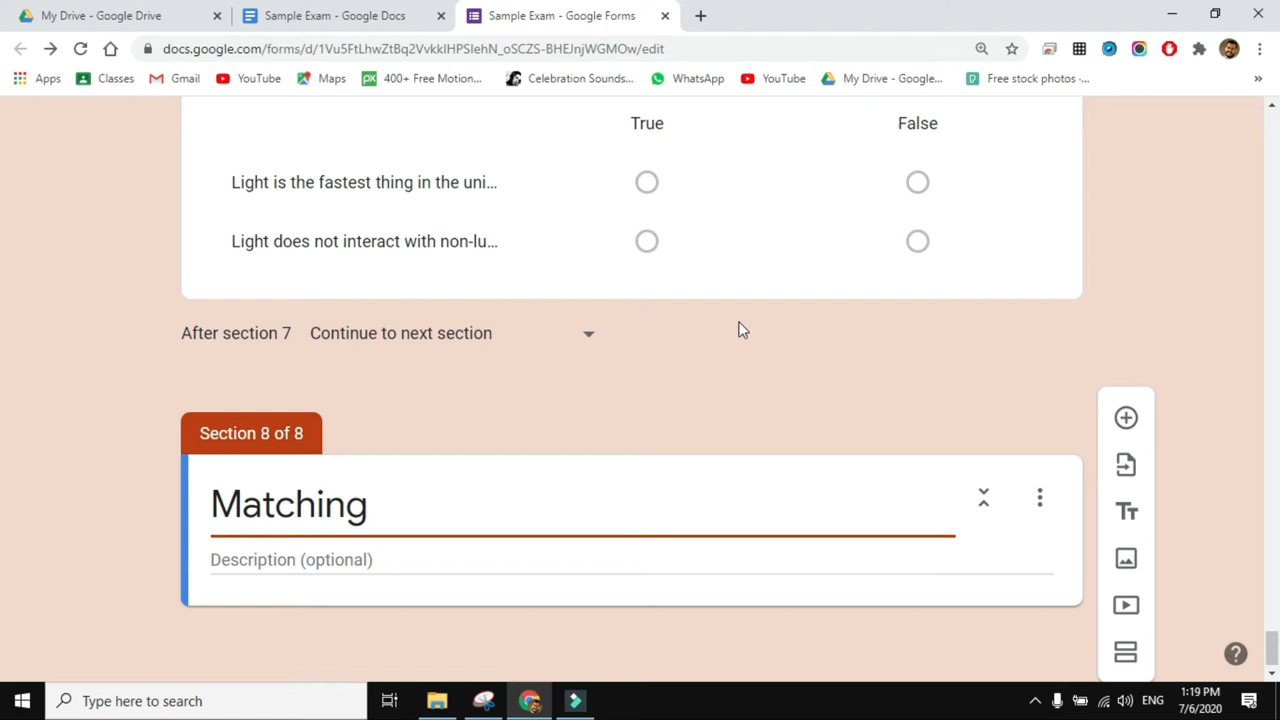 My Drive - Google Drive
Sample Exam - Google Docs
Sample Exam - Google Forms
docs.google.com/forms/d/1Vu5FtLhwZtBq2VvkklHPSIehN_oSCZS-BHEJnjWGMOw/edit
Apps
Classes
Gmail
YouTube
Maps
400+ Free Motion...
Celebration Sounds...
WhatsApp
YouTube
My Drive - Google...
Free stock photos -...
»
True False
Light is the fastest thing in the uni...
Light does not interact with non-lu...
After section 7 Continue to next section
Section 8 of 8
Matching
Description (optional)
Type here to search
ENG
1:19 PM
7/6/2020